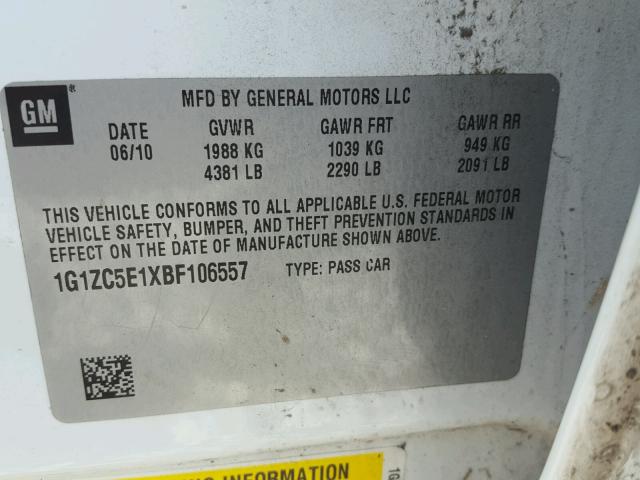 GM
MFD BY GENERAL MOTORS LLC
DATE GVWR GAWR FRT GAWR RR
06/10 1988 KG 1039 KG 949 KG
4381 LB 2290 LB 2091 LB
THIS VEHICLE CONFORMS TO ALL APPLICABLE U.S. FEDERAL MOTOR
VEHICLE SAFETY, BUMPER, AND THEFT PREVENTION STANDARDS IN
EFFECT ON THE DATE OF MANUFACTURE SHOWN ABOVE.
1G1ZC5E1XBF106557 TYPE: PASS CAR
INFORMATION